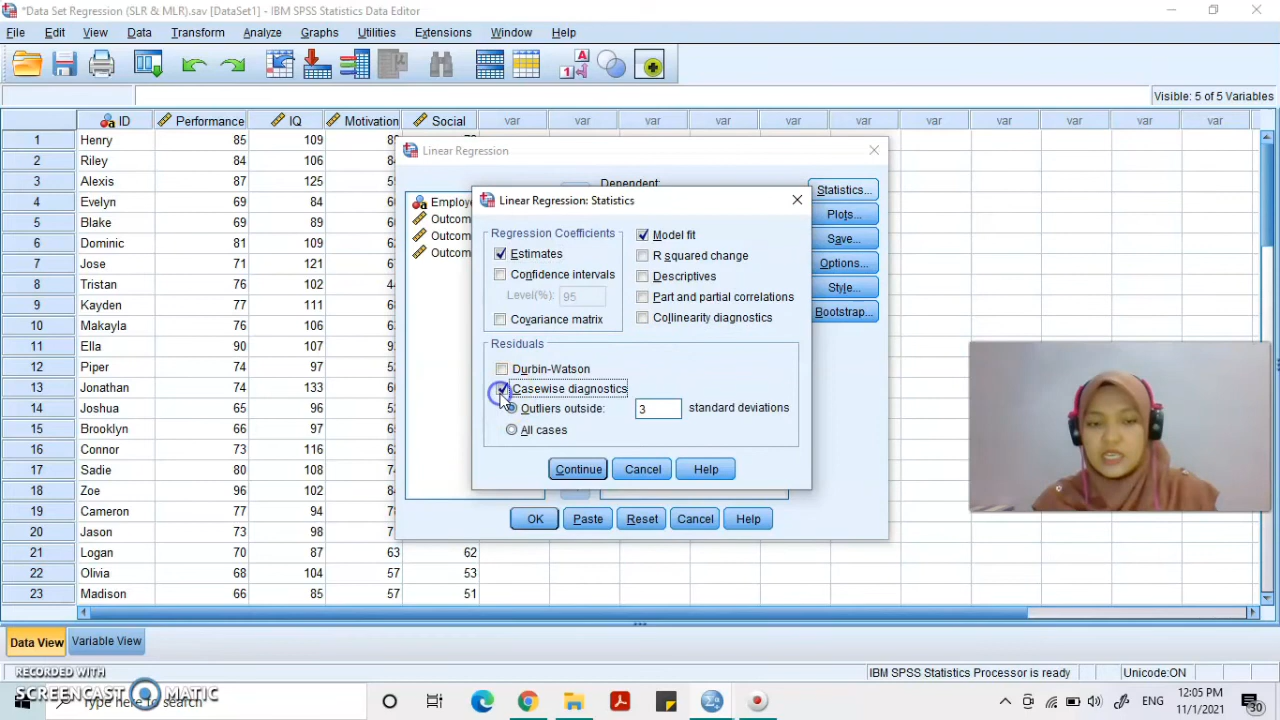 *Data Set Regression (SLR & MLR).sav [DataSet1] - IBM SPSS Statistics Data Editor
File Edit View Data Transform Analyze Graphs Utilities Extensions Window Help
Visible: 5 of 5 Variables
ID Performance IQ Motivation Social var var var var var var var var
1 Henry 85 109
2 Riley 84 106
3 Alexis 87 125
4 Evelyn 69 84
5 Blake 69 89
6 Dominic 81 109
7 Jose 71 121
8 Tristan 76 102
9 Kayden 77 111
10 Makayla 76 106
11 Ella 90 107
12 Piper 74 97
13 Jonathan 74 133
14 Joshua 65 96
15 Brooklyn 66 97
16 Connor 73 116
17 Sadie 80 108
18 Zoe 96 102
19 Cameron 77 94
20 Jason 73 98
21 Logan 70 87 63 62
22 Olivia 68 104 57 53
23 Madison 66 85 57 51
Linear Regression
Dependent:
Employe
Outcom
Outcom
Outcom
Statistics...
Plots...
Save...
Options...
Style...
Bootstrap...
OK Paste Reset Cancel Help
Linear Regression: Statistics
Regression Coefficients
Estimates
Confidence intervals
Level(%): 95
Covariance matrix
Model fit
R squared change
Descriptives
Part and partial correlations
Collinearity diagnostics
Residuals
Durbin-Watson
Casewise diagnostics
Outliers outside: 3 standard deviations
All cases
Continue Cancel Help
Data View Variable View
IBM SPSS Statistics Processor is ready Unicode:ON
RECORDED WITH
SCREENCAST MATIC
Type here to search
ENG
12:05 PM
11/1/2021
30